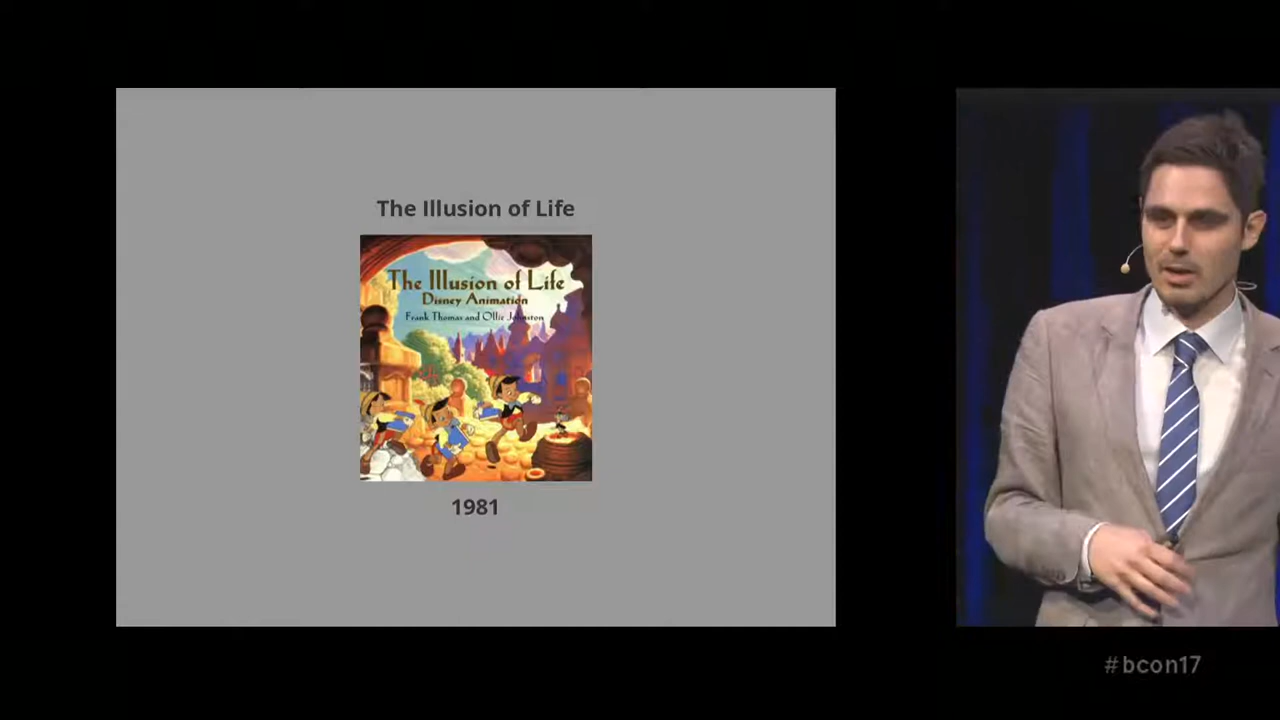 The Illusion of Life
The Illusion of Life
Disney Animation
Frank Thomas and Ollie Johnston
1981
#bcon17